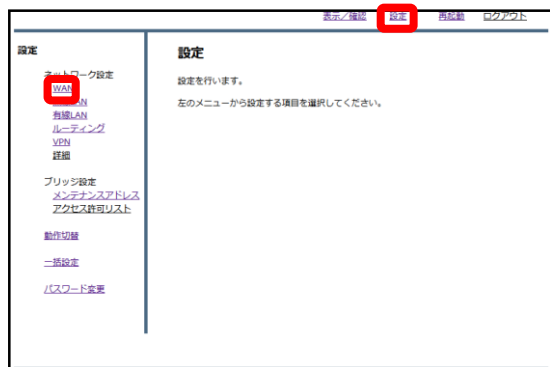 表示／確認 設定 再起動 ログアウト
設定
ネットワーク設定
WAN
LAN
有線LAN
ルーティング
VPN
詳細
ブリッジ設定
メンテナンスアドレス
アクセス許可リスト
動作切替
一括設定
パスワード変更
設定
設定を行います。
左のメニューから設定する項目を選択してください。